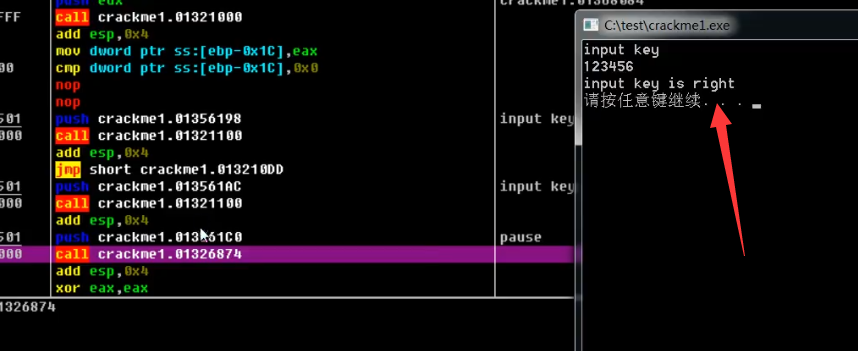 push edx
FFF
call crackme1.01321000
add esp,0x4
mov dword ptr ss:[ebp-0x1C],eax
00
cmp dword ptr ss:[ebp-0x1C],0x0
nop
nop
501
push crackme1.01356198
input key
000
call crackme1.01321100
add esp,0x4
jmp short crackme1.013210DD
501
push crackme1.013561AC
input key
000
call crackme1.01321100
add esp,0x4
501
push crackme1.013561C0
pause
000
call crackme1.01326874
add esp,0x4
xor eax,eax
1326874
C:\test\crackme1.exe
input key
123456
input key is right
请按任意键继续. . .